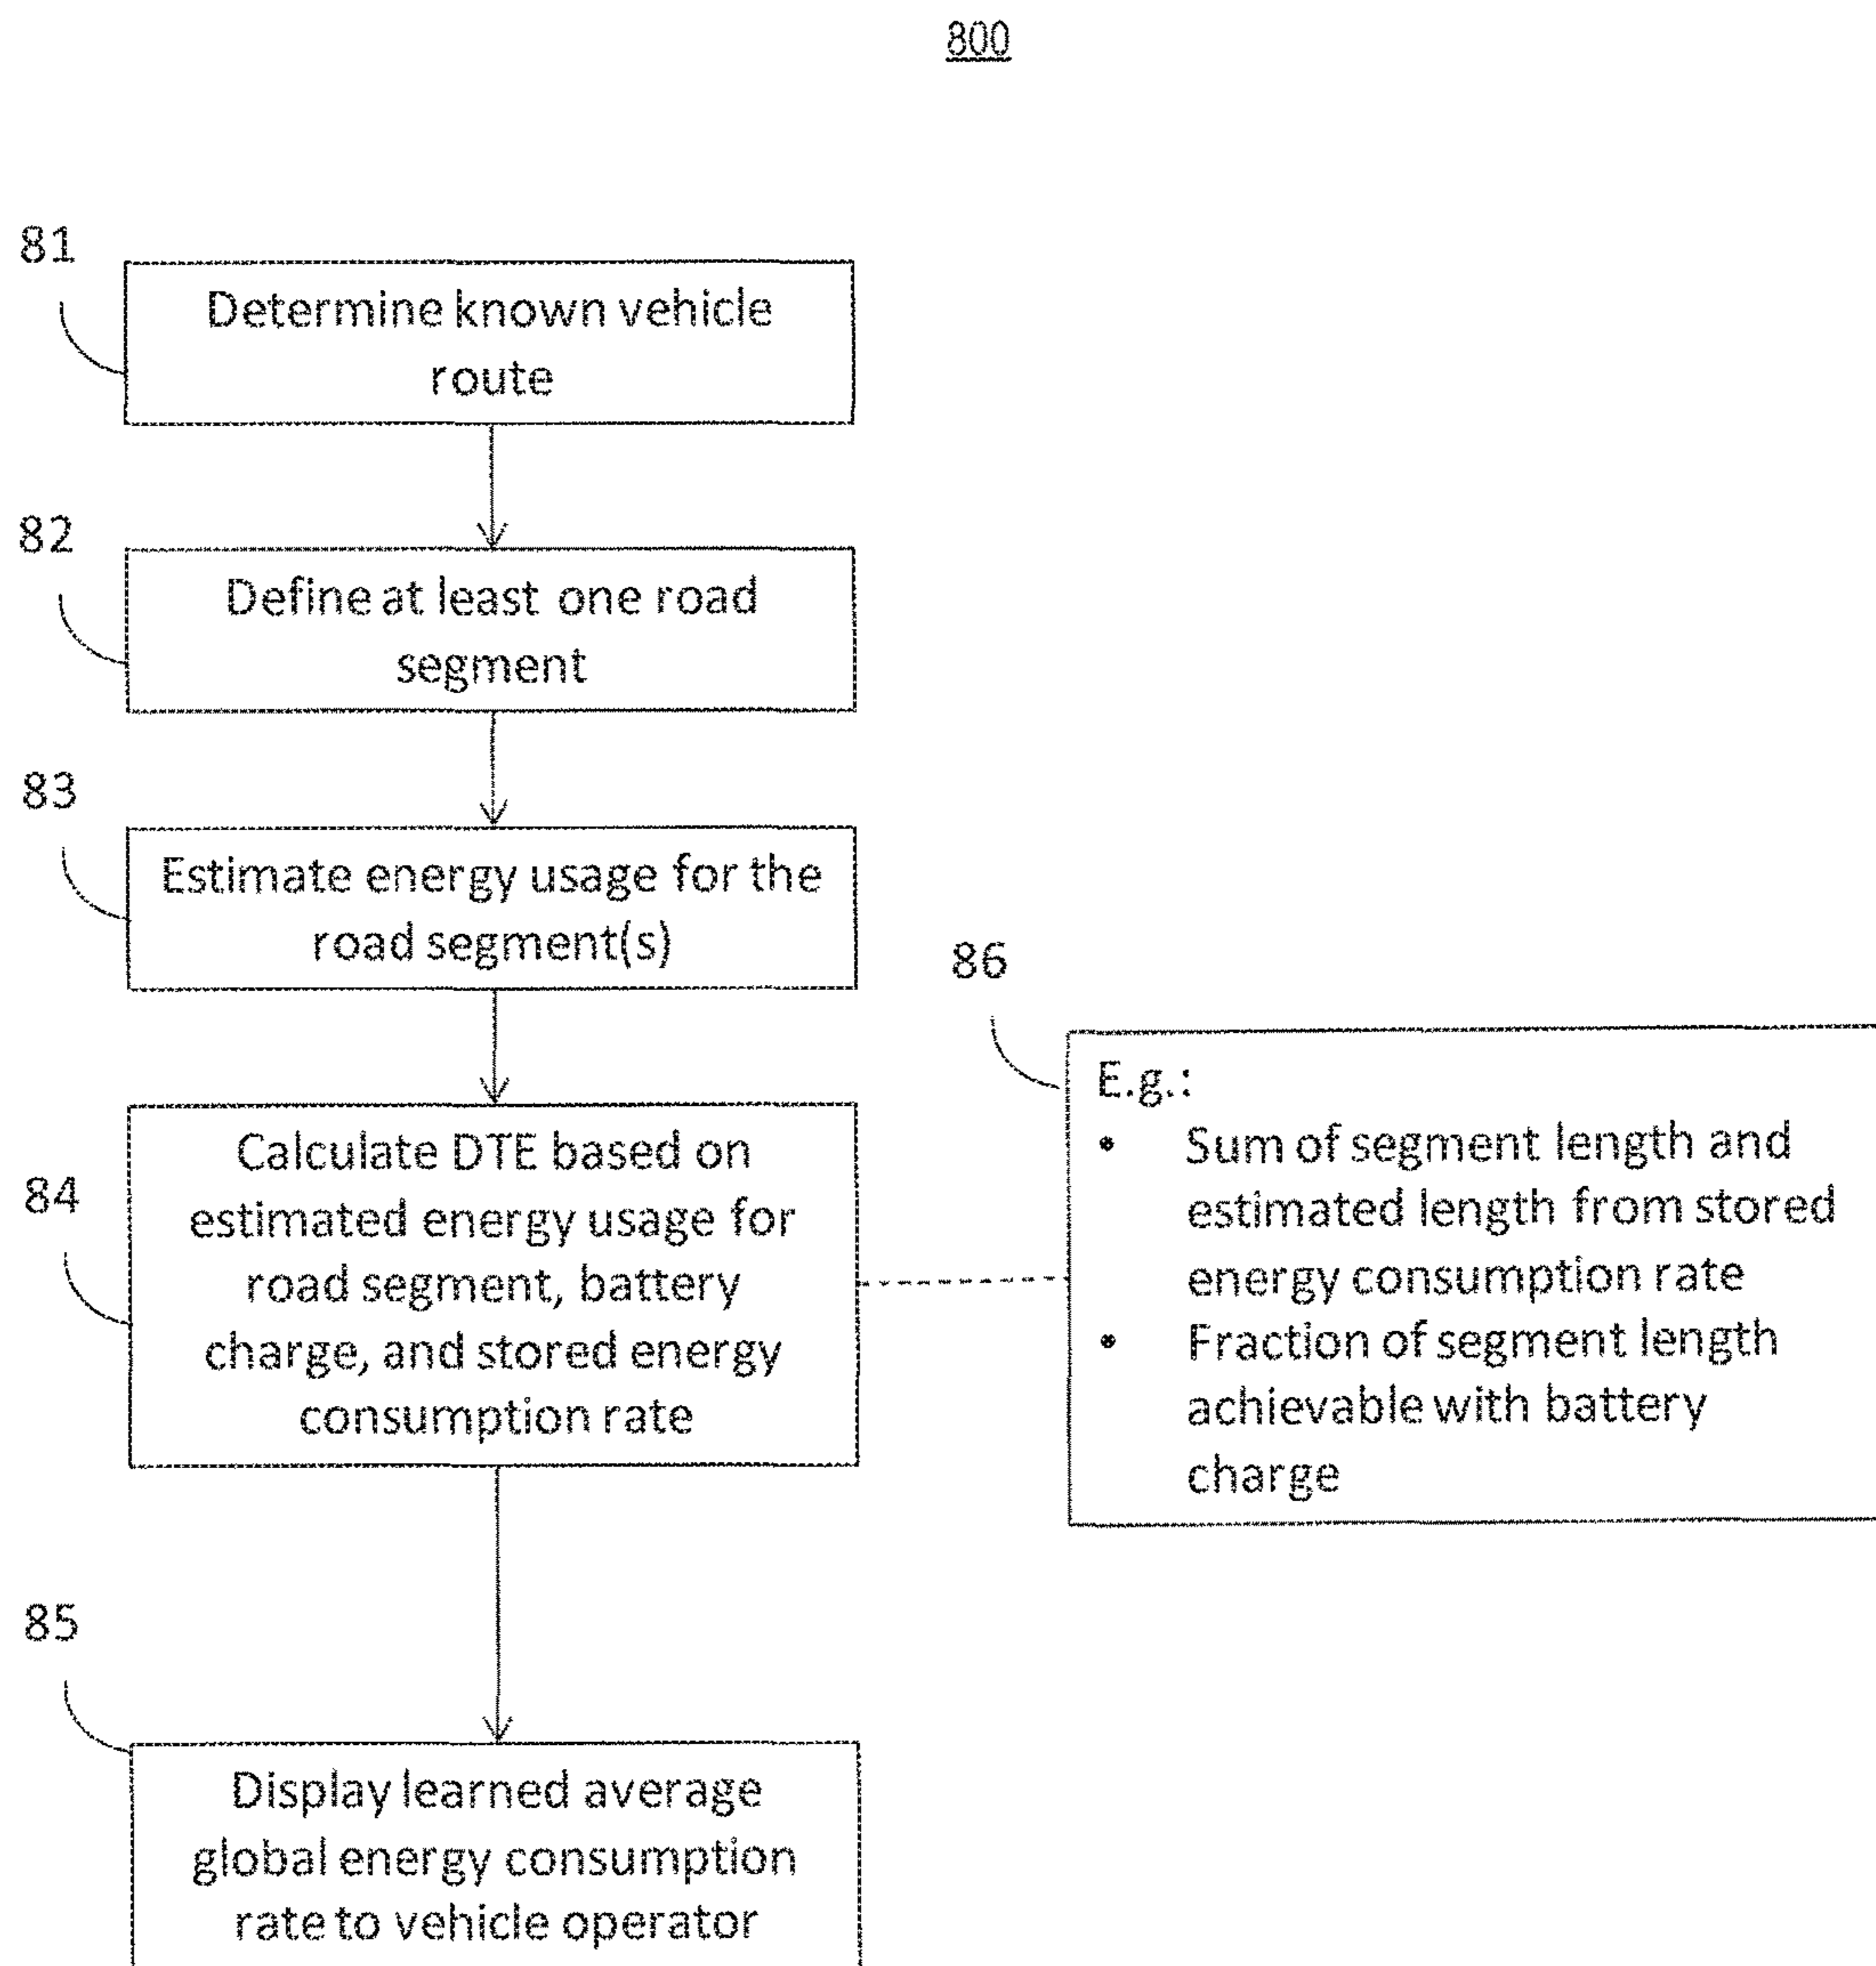 800
81
Determine known vehicle
route
82
Define at least one road
segment
83
Estimate energy usage for the
road segment(s)
84
Calculate DTE based on
estimated energy usage for
road segment, battery
charge, and stored energy
consumption rate
86
E.g.:
• Sum of segment length and
estimated length from stored
energy consumption rate
• Fraction of segment length
achievable with battery
charge
85
Display learned average
global energy consumption
rate to vehicle operator